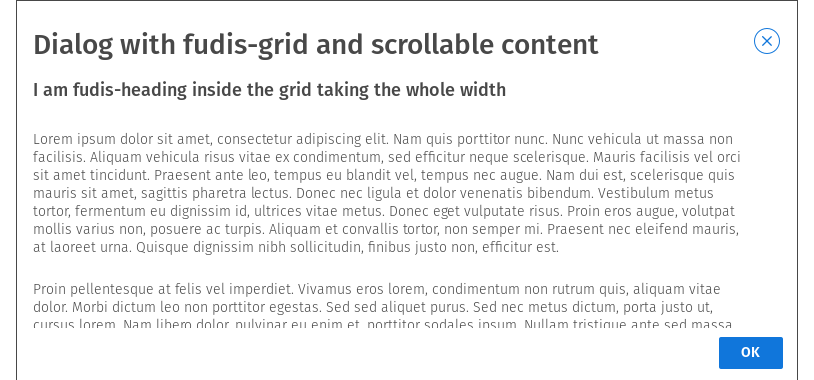 Dialog with fudis-grid and scrollable content
I am fudis-heading inside the grid taking the whole width
Lorem ipsum dolor sit amet, consectetur adipiscing elit. Nam quis porttitor nunc. Nunc vehicula ut massa non
facilisis. Aliquam vehicula risus vitae ex condimentum, sed efficitur neque scelerisque. Mauris facilisis vel orci
sit amet tincidunt. Praesent ante leo, tempus eu blandit vel, tempus nec augue. Nam dui est, scelerisque quis
mauris sit amet, sagittis pharetra lectus. Donec nec ligula et dolor venenatis bibendum. Vestibulum metus
tortor, fermentum eu dignissim id, ultrices vitae metus. Donec eget vulputate risus. Proin eros augue, volutpat
mollis varius non, posuere ac turpis. Aliquam et convallis tortor, non semper mi. Praesent nec eleifend mauris,
at laoreet urna. Quisque dignissim nibh sollicitudin, finibus justo non, efficitur est.
Proin pellentesque at felis vel imperdiet. Vivamus eros lorem, condimentum non rutrum quis, aliquam vitae
dolor. Morbi dictum leo non porttitor egestas. Sed sed aliquet purus. Sed nec metus dictum, porta justo ut,
cursus lorem. Nam libero dolor, pulvinar eu enim et, porttitor sodales ipsum. Nullam tristique ante sed massa
OK